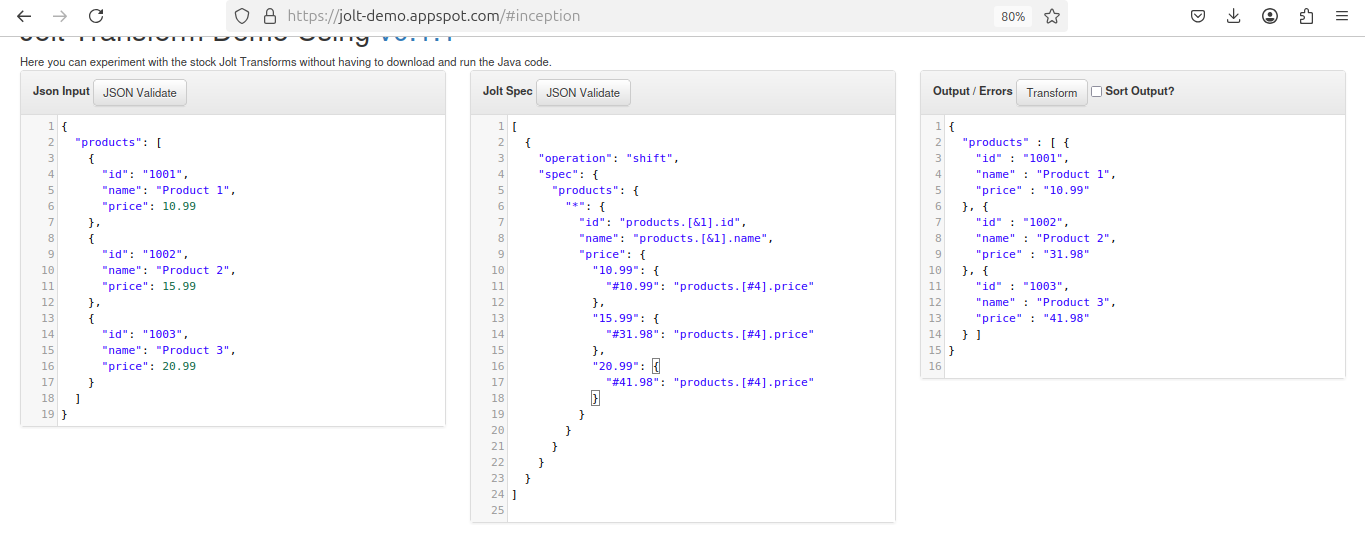 https://jolt-demo.appspot.com/#inception
80%
Jolt Transform Demo Using v0.1.1
Here you can experiment with the stock Jolt Transforms without having to download and run the Java code.
Json Input JSON Validate
1 {
2 "products": [
3 {
4 "id": "1001",
5 "name": "Product 1",
6 "price": 10.99
7 },
8 {
9 "id": "1002",
10 "name": "Product 2",
11 "price": 15.99
12 },
13 {
14 "id": "1003",
15 "name": "Product 3",
16 "price": 20.99
17 }
18 ]
19 }
Jolt Spec JSON Validate
1 [
2 {
3 "operation": "shift",
4 "spec": {
5 "products": {
6 "*": {
7 "id": "products.[&1].id",
8 "name": "products.[&1].name",
9 "price": {
10 "10.99": {
11 "#10.99": "products.[#4].price"
12 },
13 "15.99": {
14 "#31.98": "products.[#4].price"
15 },
16 "20.99": {
17 "#41.98": "products.[#4].price"
18 }
19 }
20 }
21 }
22 }
23 }
24 ]
25
Output / Errors Transform Sort Output?
1 {
2 "products" : [ {
3 "id" : "1001",
4 "name" : "Product 1",
5 "price" : "10.99"
6 }, {
7 "id" : "1002",
8 "name" : "Product 2",
9 "price" : "31.98"
10 }, {
11 "id" : "1003",
12 "name" : "Product 3",
13 "price" : "41.98"
14 } ]
15 }
16